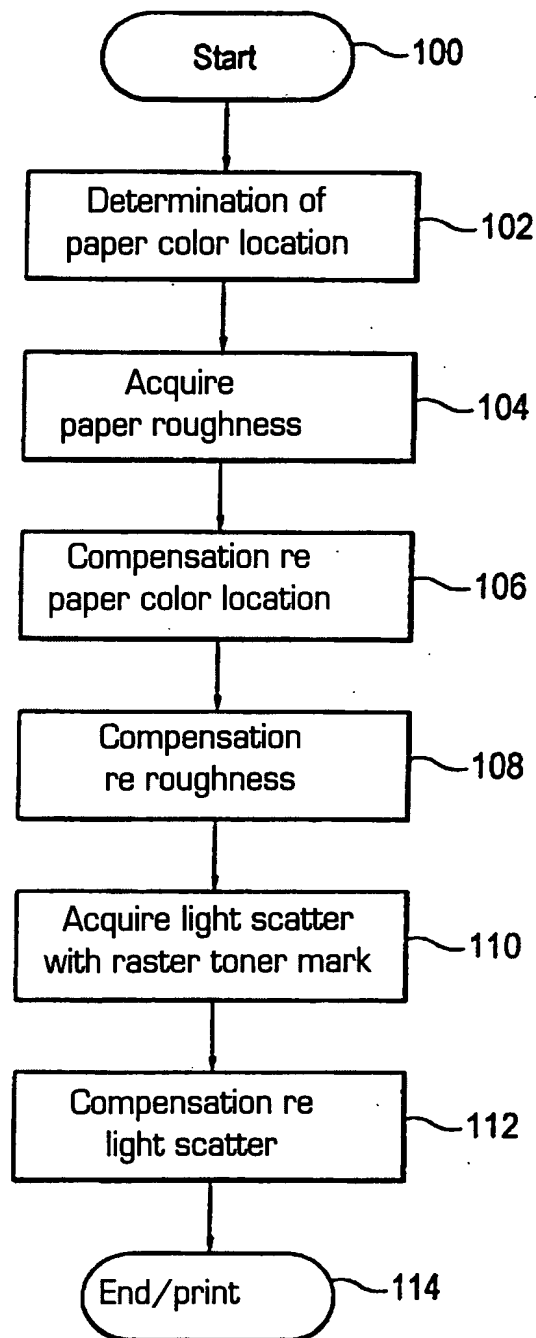 Start
100
Determination of
paper color location
102
Acquire
paper roughness
104
Compensation re
paper color location
106
Compensation
re roughness
108
Acquire light scatter
with raster toner mark
110
Compensation re
light scatter
112
End/print
114